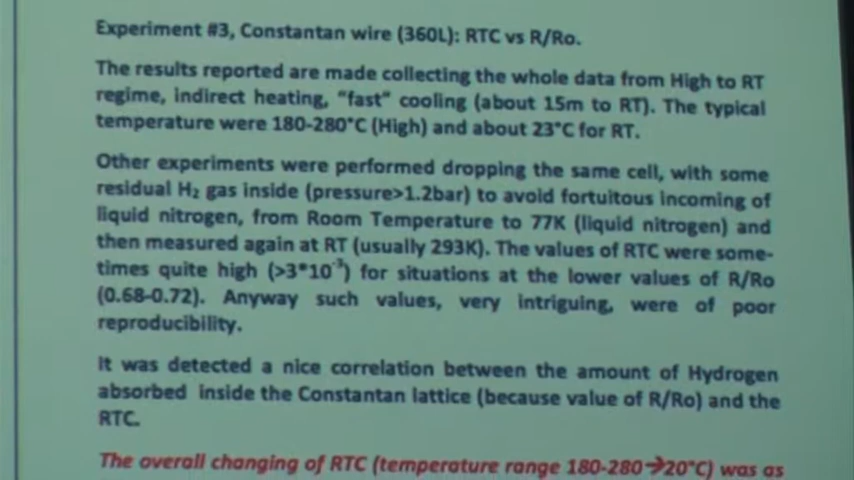 Experiment #3, Constantan wire (360L): RTC vs R/Ro.
The results reported are made collecting the whole data from High to RT
regime, indirect heating, "fast" cooling (about 15m to RT). The typical
temperature were 180-280°C (High) and about 23°C for RT.
Other experiments were performed dropping the same cell, with some
residual H₂ gas inside (pressure>1.2bar) to avoid fortuitous incoming of
liquid nitrogen, from Room Temperature to 77K (liquid nitrogen) and
then measured again at RT (usually 293K). The values of RTC were some-
times quite high (>3*10⁻³) for situations at the lower values of R/Ro
(0.68-0.72). Anyway such values, very intriguing, were of poor
reproducibility.
It was detected a nice correlation between the amount of Hydrogen
absorbed inside the Constantan lattice (because value of R/Ro) and the
RTC.
The overall changing of RTC (temperature range 180-280→20°C) was as